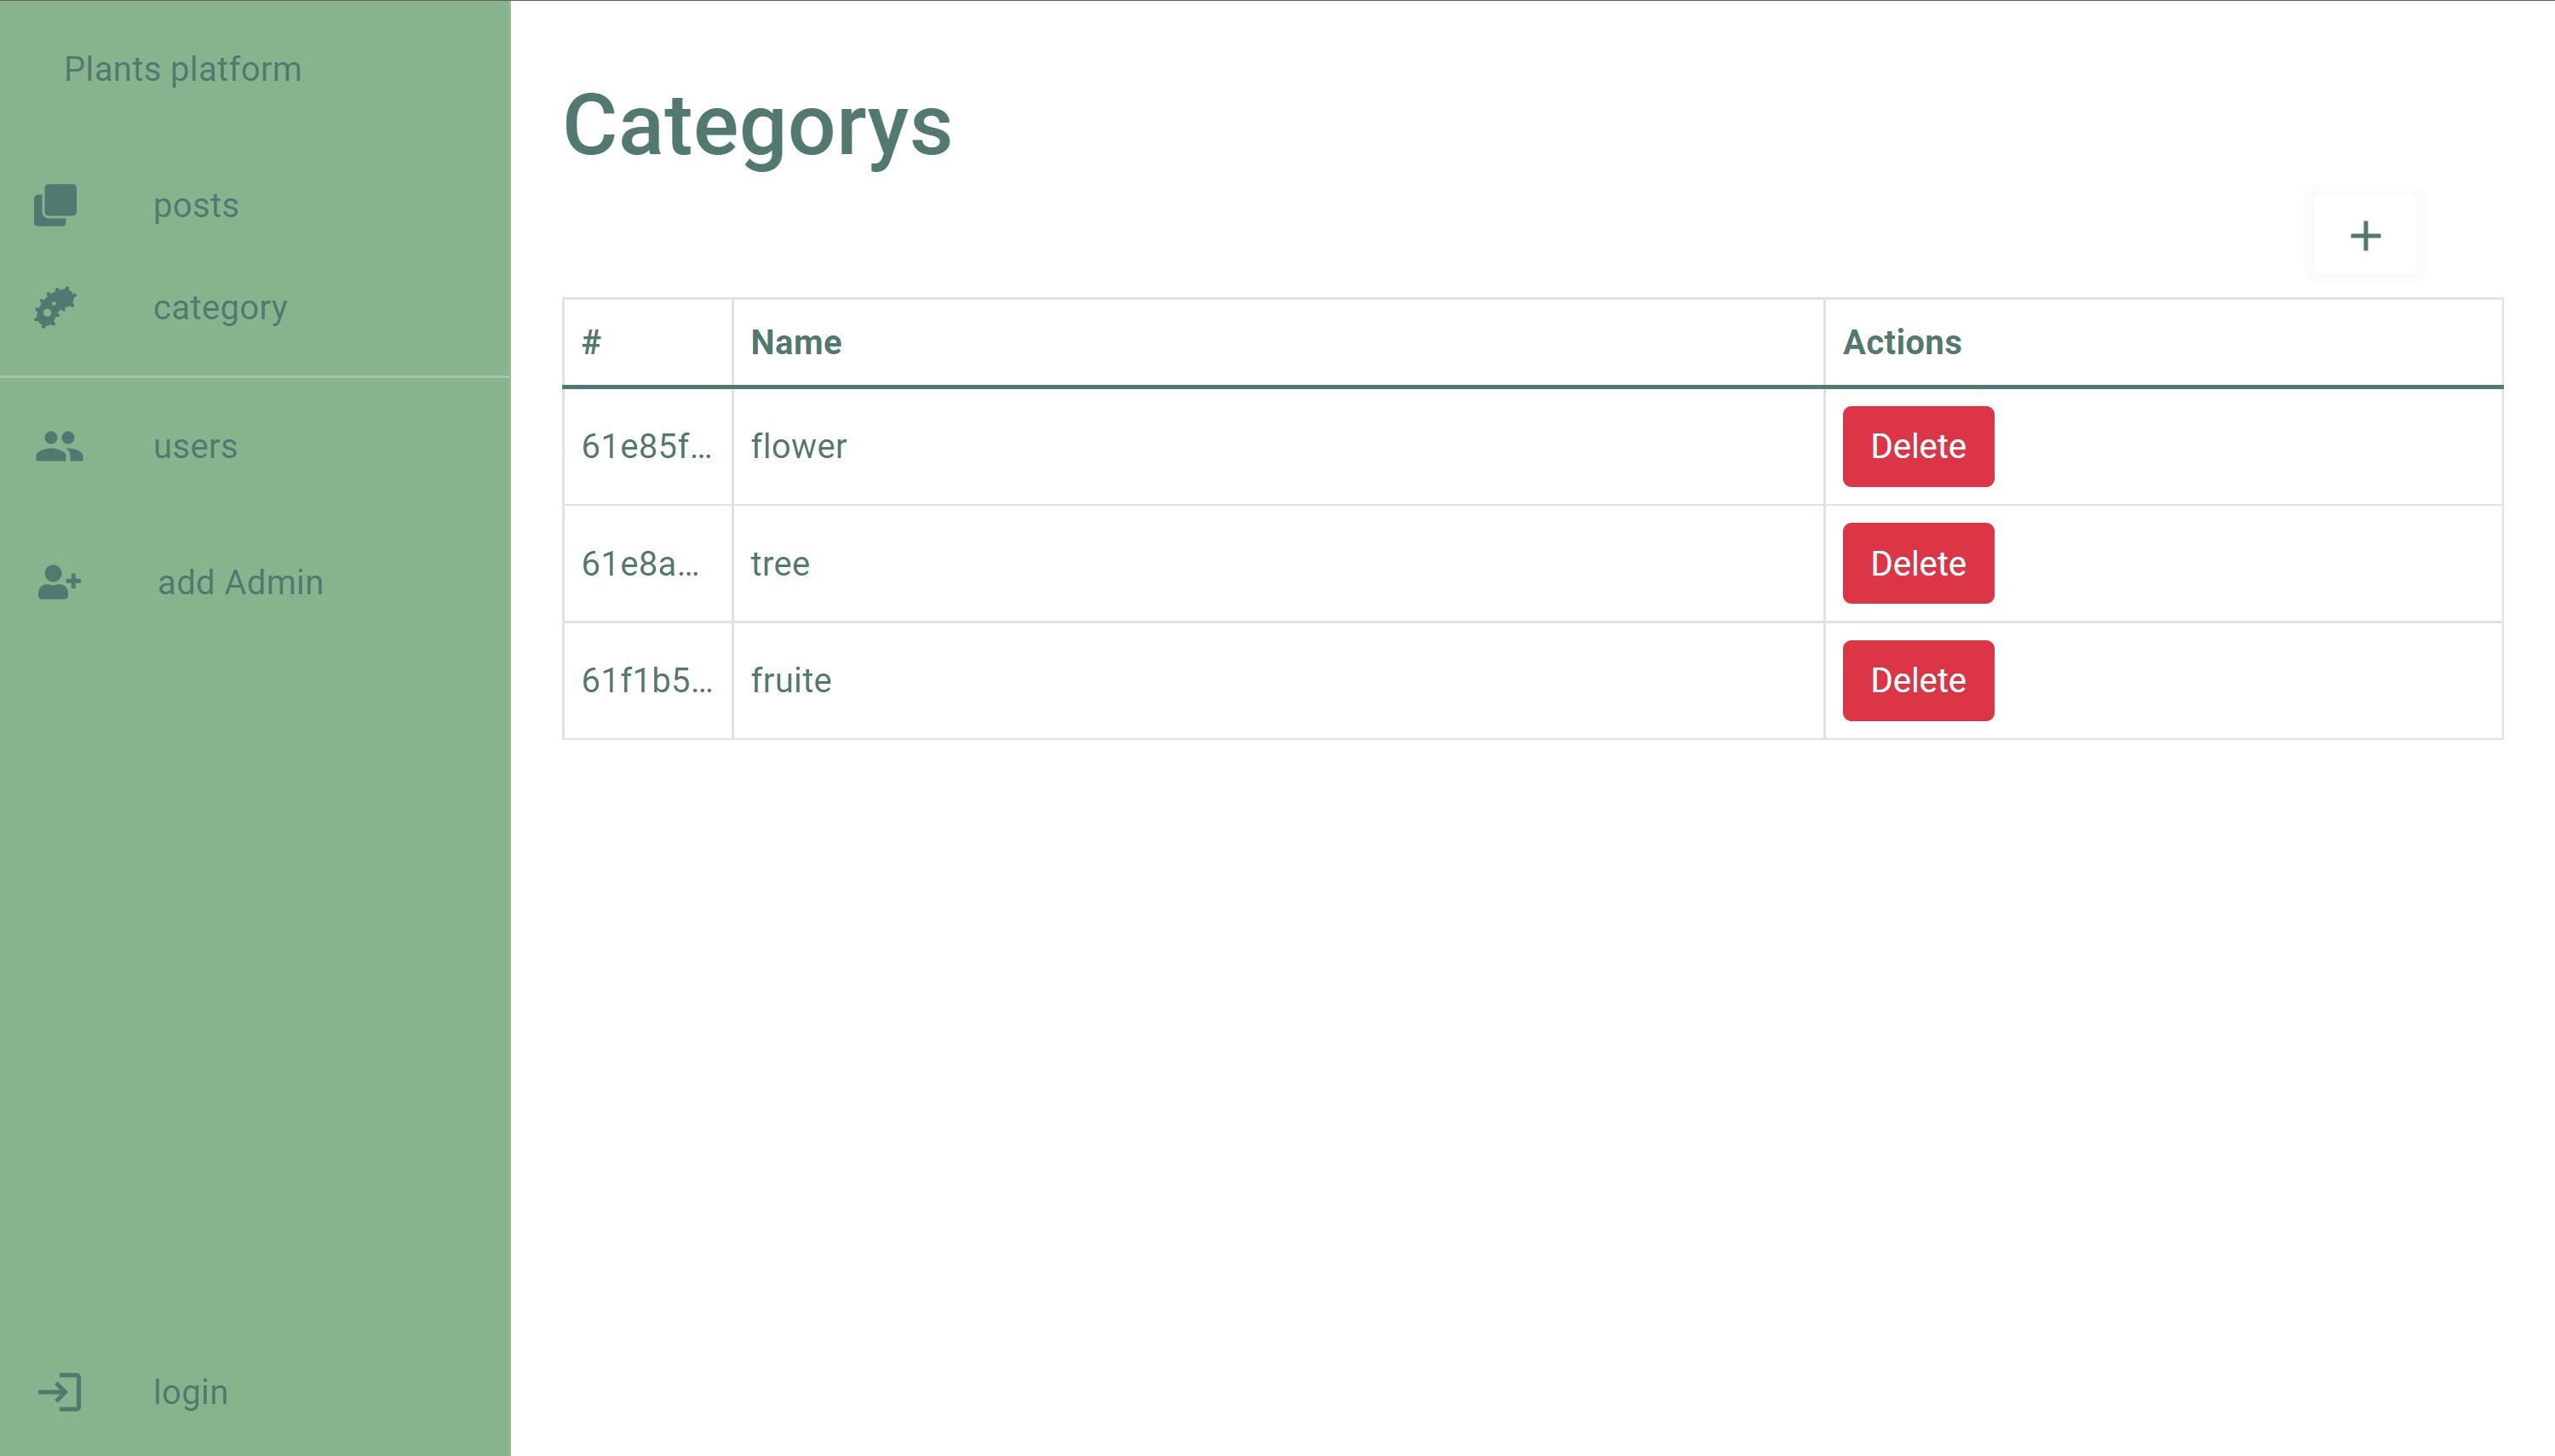 Plants platform
posts
category
users
add Admin
login
Categorys
+
# Name Actions
61e85f... flower Delete
61e8a... tree Delete
61f1b5... fruite Delete